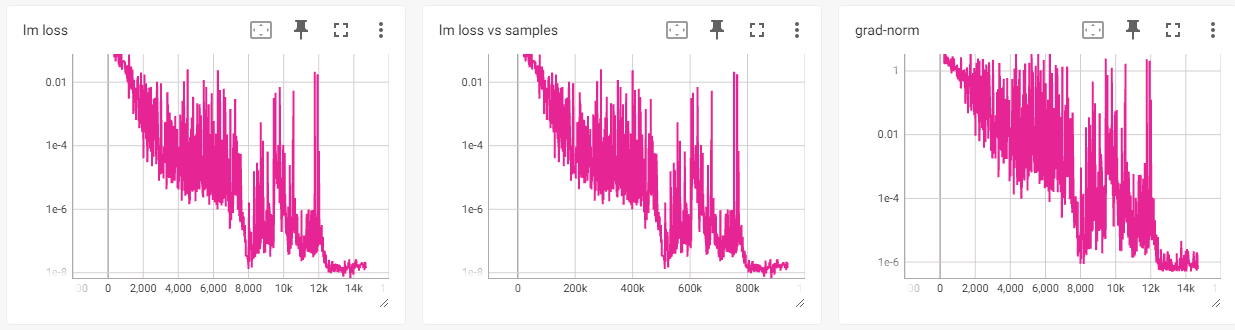 lm loss
0.01
1e-4
1e-6
1e-8
0 2,000 4,000 6,000 8,000 10k 12k 14k
lm loss vs samples
0.01
1e-4
1e-6
1e-8
0 200k 400k 600k 800k
grad-norm
1
0.01
1e-4
1e-6
0 2,000 4,000 6,000 8,000 10k 12k 14k